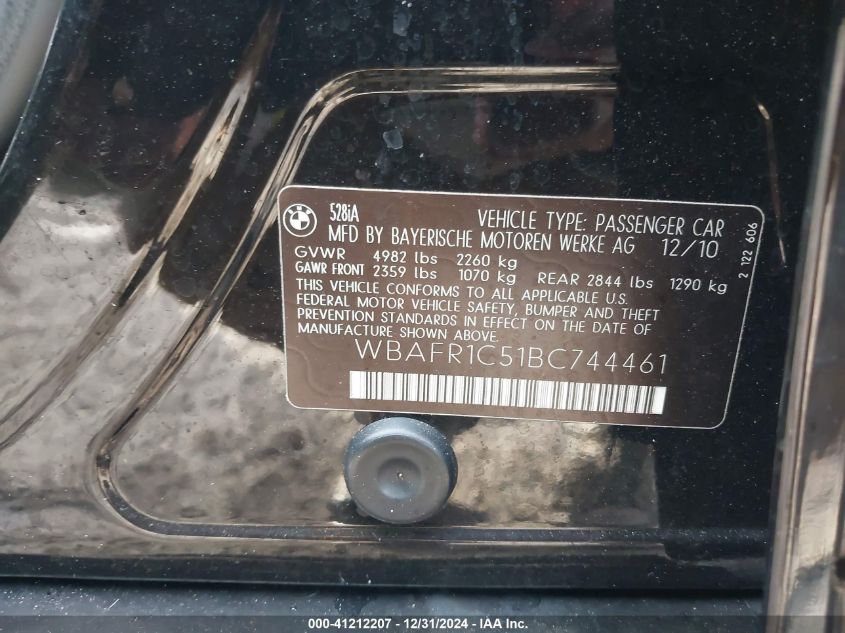 BMW
528iA
VEHICLE TYPE: PASSENGER CAR
MFD BY BAYERISCHE MOTOREN WERKE AG 12/10
GVWR 4982 lbs 2260 kg
GAWR FRONT 2359 lbs 1070 kg REAR 2844 lbs 1290 kg
THIS VEHICLE CONFORMS TO ALL APPLICABLE U.S.
FEDERAL MOTOR VEHICLE SAFETY, BUMPER AND THEFT
PREVENTION STANDARDS IN EFFECT ON THE DATE OF
MANUFACTURE SHOWN ABOVE.
WBAFR1C51BC744461
2 122 606
000-41212207 - 12/31/2024 - IAAI.COM